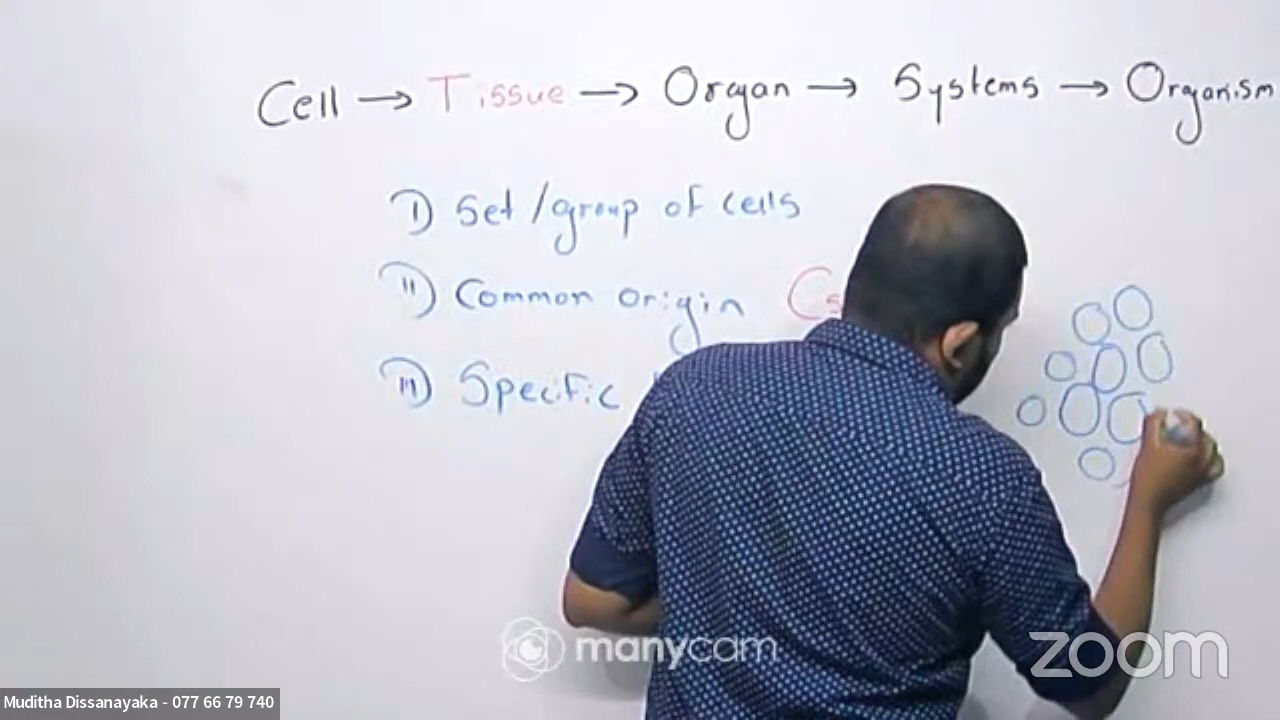 Cell → Tissue → Organ → Systems → Organism
I) Set /group of cells
II) Common origin
III) Specific
manycam
zoom
Muditha Dissanayaka - 077 66 79 740